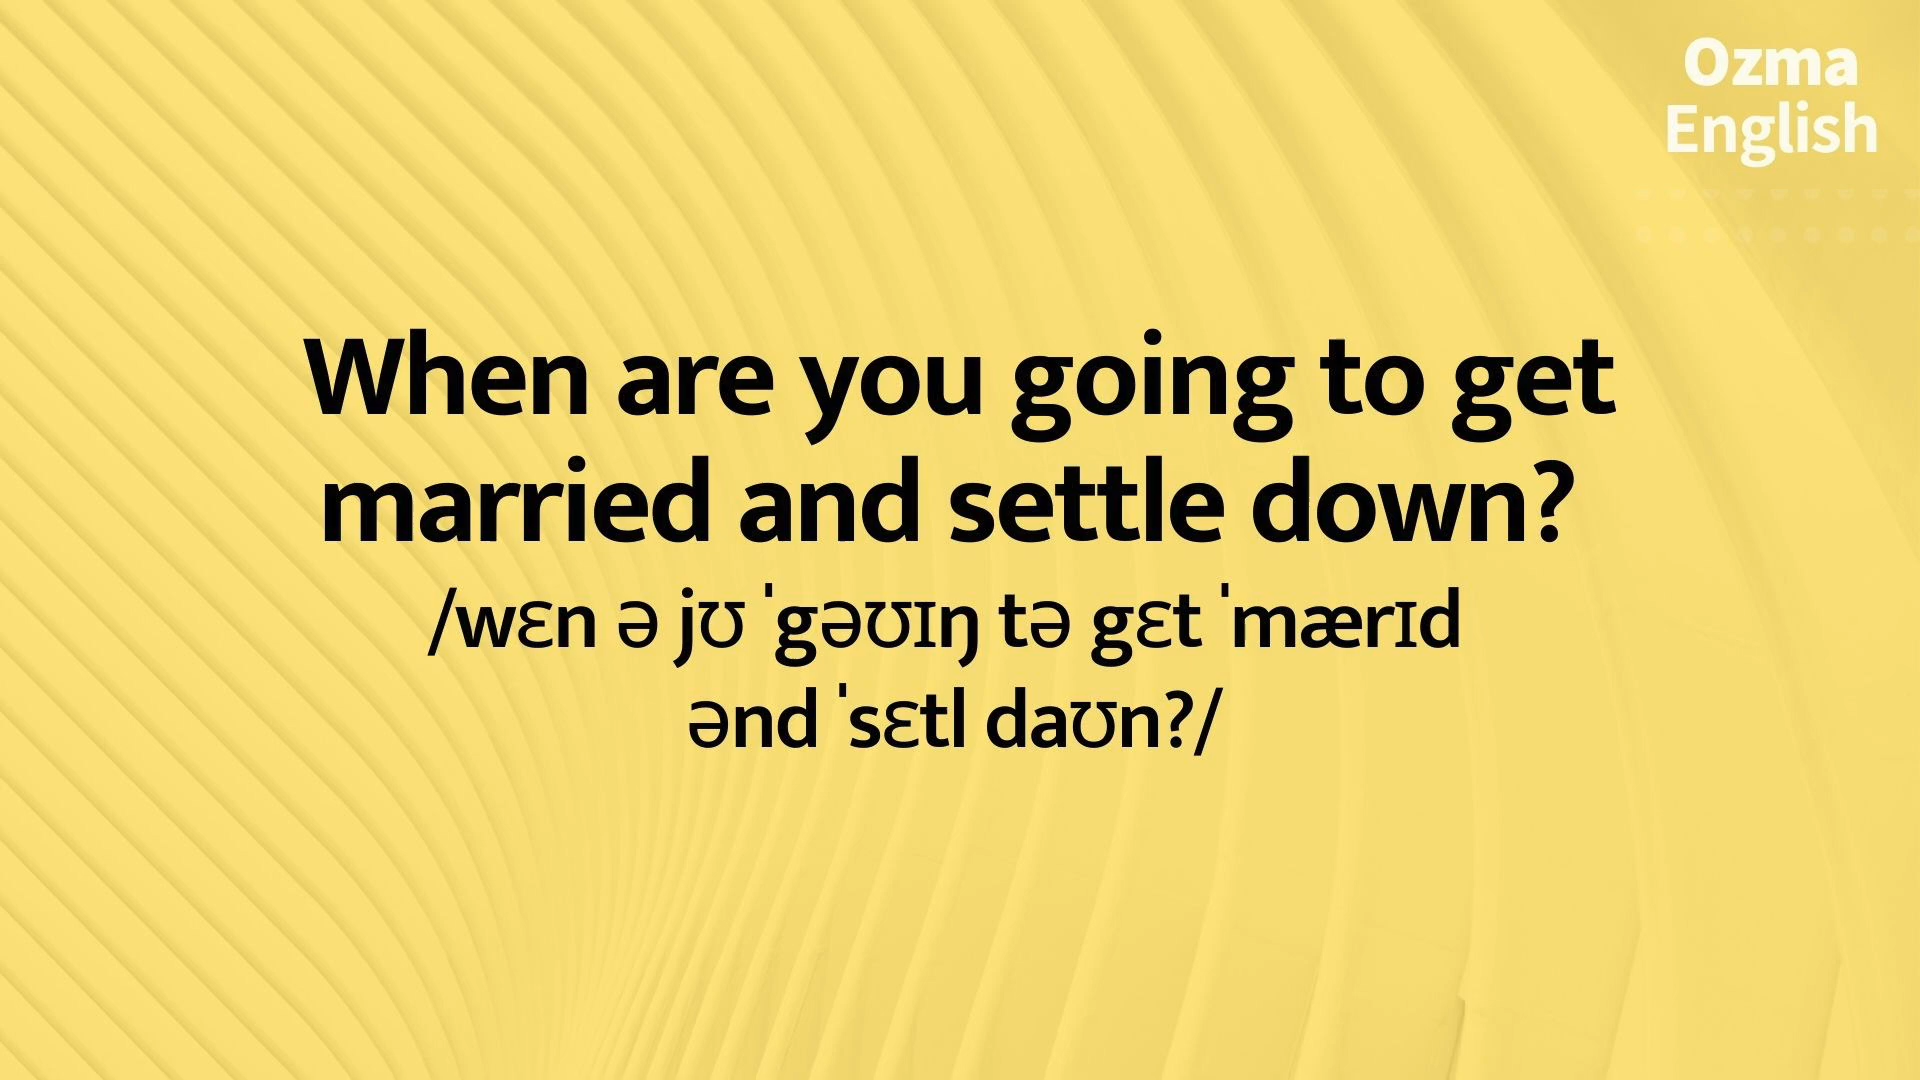 Ozma
English
When are you going to get
married and settle down?
/wɛn ə jʊ ˈgəʊɪŋ tə gɛt ˈmærɪd
ənd ˈsɛtl daʊn?/